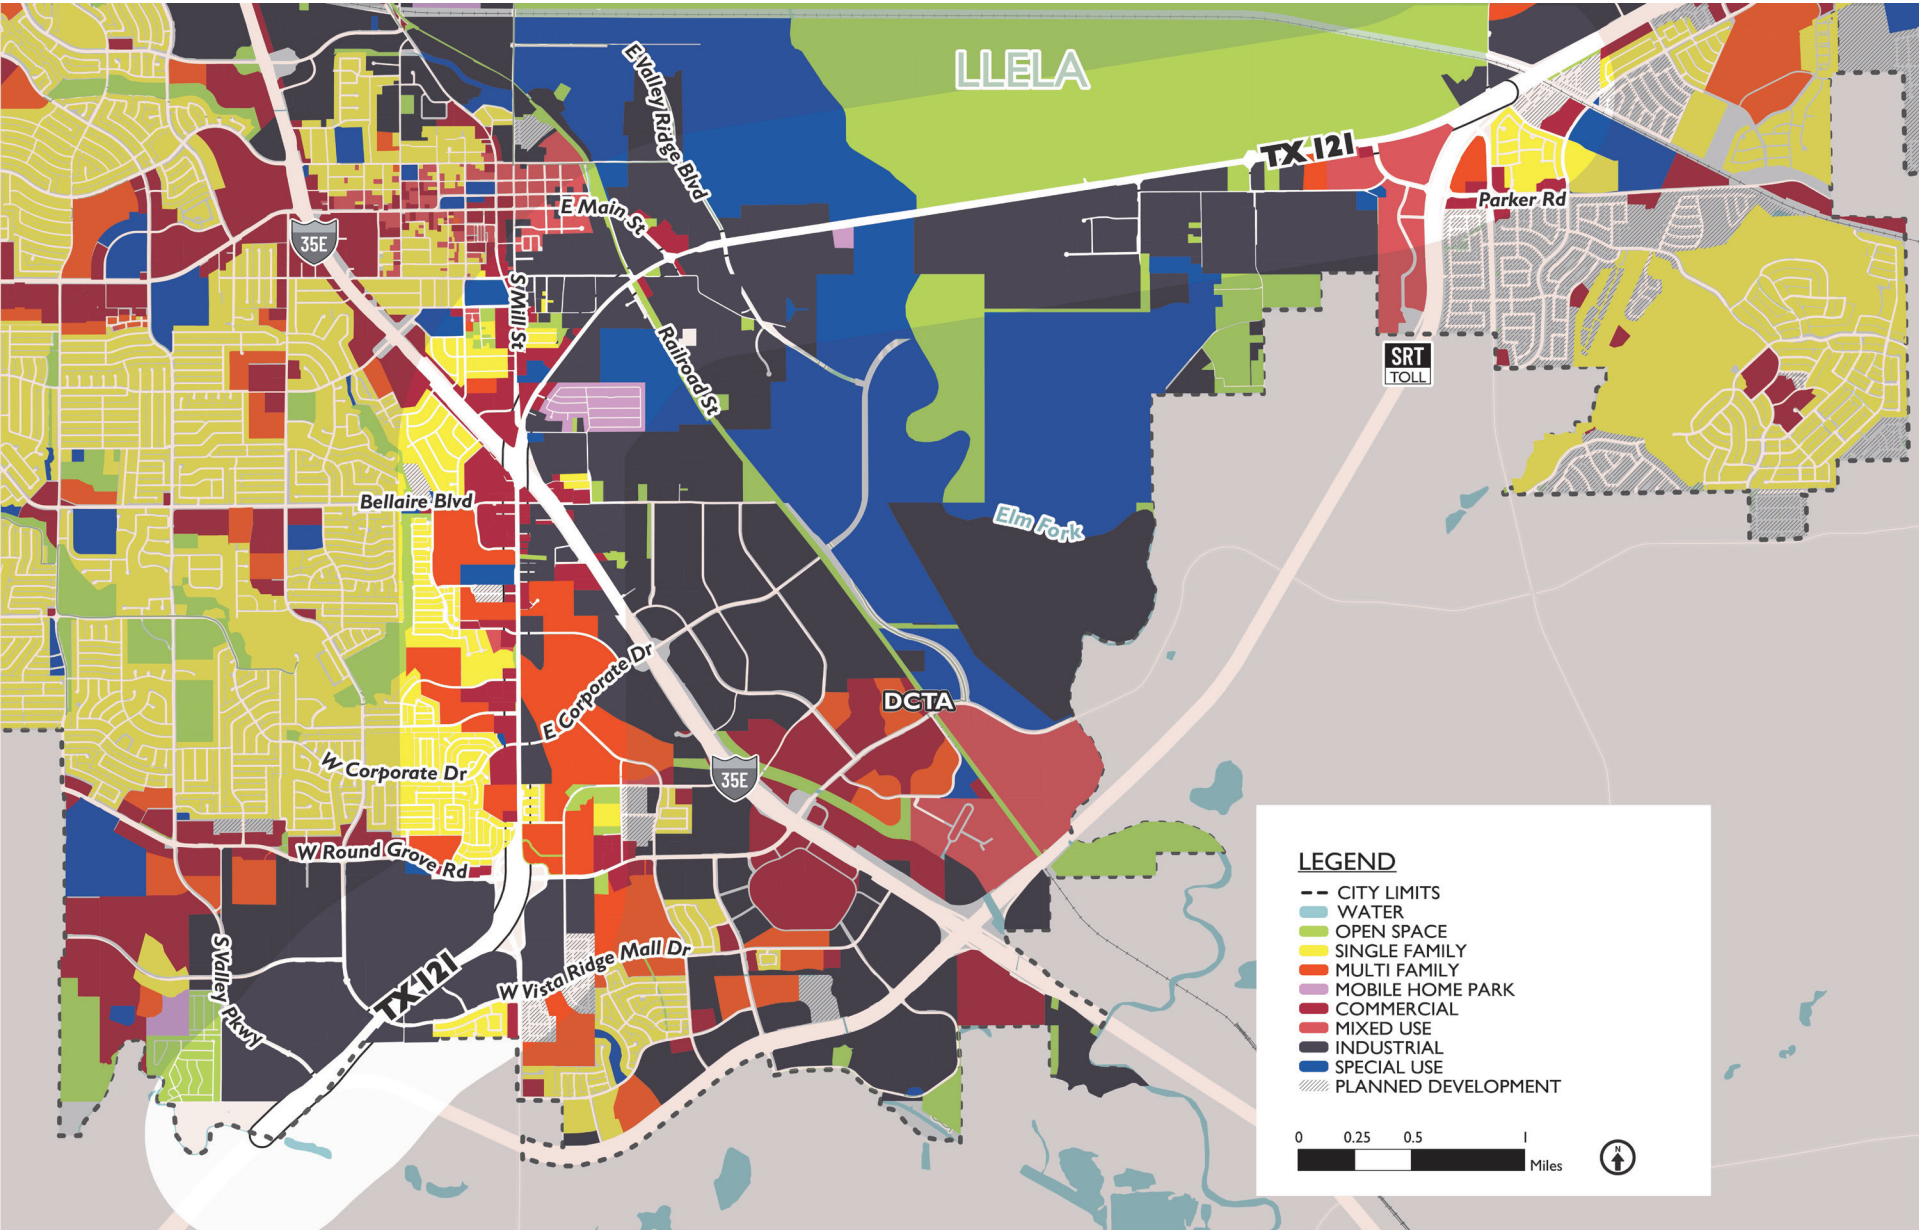 LLELA
E Valley Ridge Blvd
TX 121
Parker Rd
E Main St
35E
S Mill St
Railroad St
SRT
TOLL
Bellaire Blvd
Elm Fork
E Corporate Dr
DCTA
W Corporate Dr
35E
W Round Grove Rd
S Valley Pkwy
TX 121
W Vista Ridge Mall Dr
LEGEND
CITY LIMITS
WATER
OPEN SPACE
SINGLE FAMILY
MULTI FAMILY
MOBILE HOME PARK
COMMERCIAL
MIXED USE
INDUSTRIAL
SPECIAL USE
PLANNED DEVELOPMENT
0 0.25 0.5 1
Miles
N